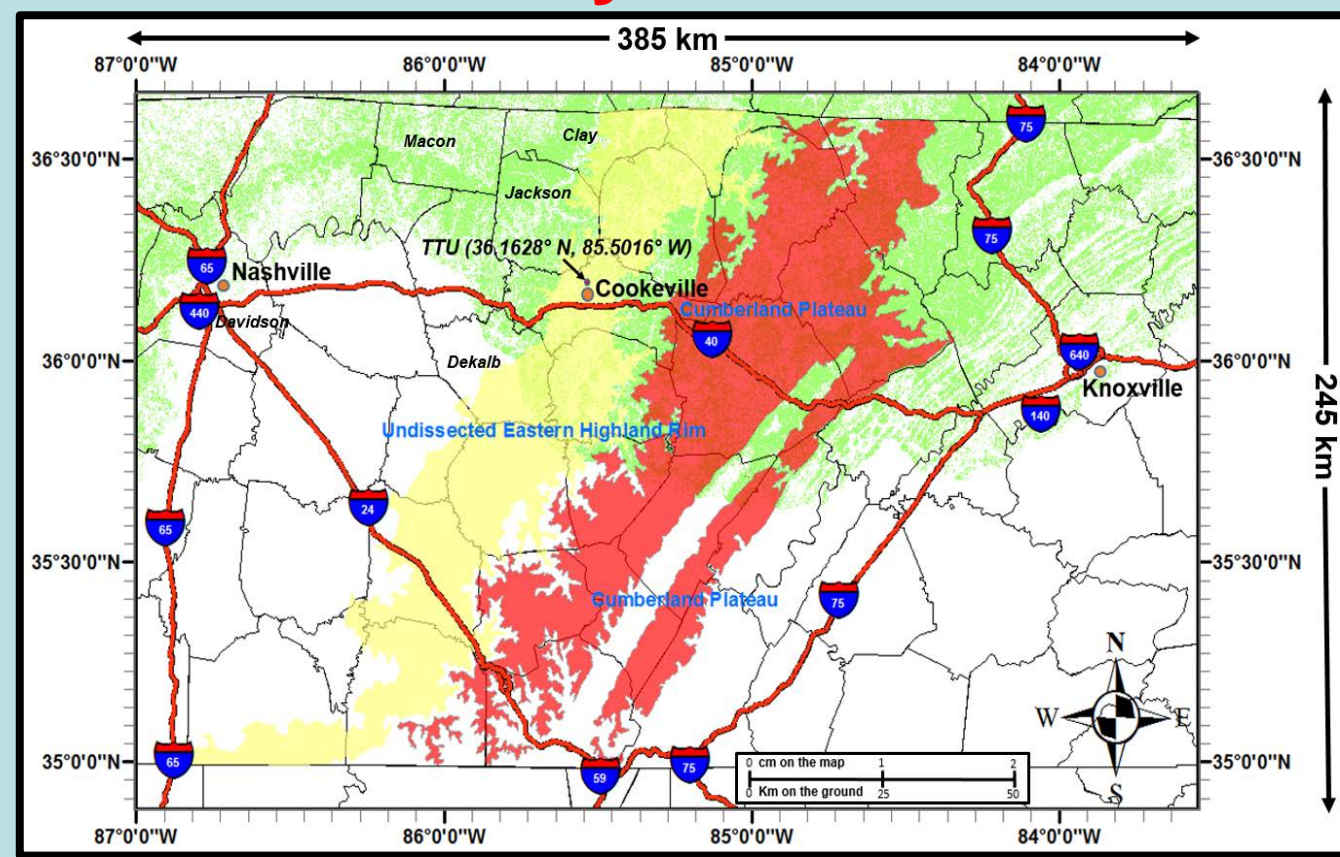 385 km
87°0'0"W 86°0'0"W 85°0'0"W 84°0'0"W
Macon
Clay
75
36°30'0"N
36°30'0"N
Jackson
75
TTU (36.1628° N, 85.5016° W)
65
Nashville
Cookeville
440
Davidson
Cumberland Plateau
40
640
Dekalb
36°0'0"N
36°0'0"N
Knoxville
140
245 km
Undissected Eastern Highland Rim
24
65
35°30'0"N
35°30'0"N
75
Cumberland Plateau
N
W E
S
65
59
75
35°0'0"N
35°0'0"N
0 cm on the map 1 2
0 Km on the ground 25 50
87°0'0"W 86°0'0"W 85°0'0"W 84°0'0"W